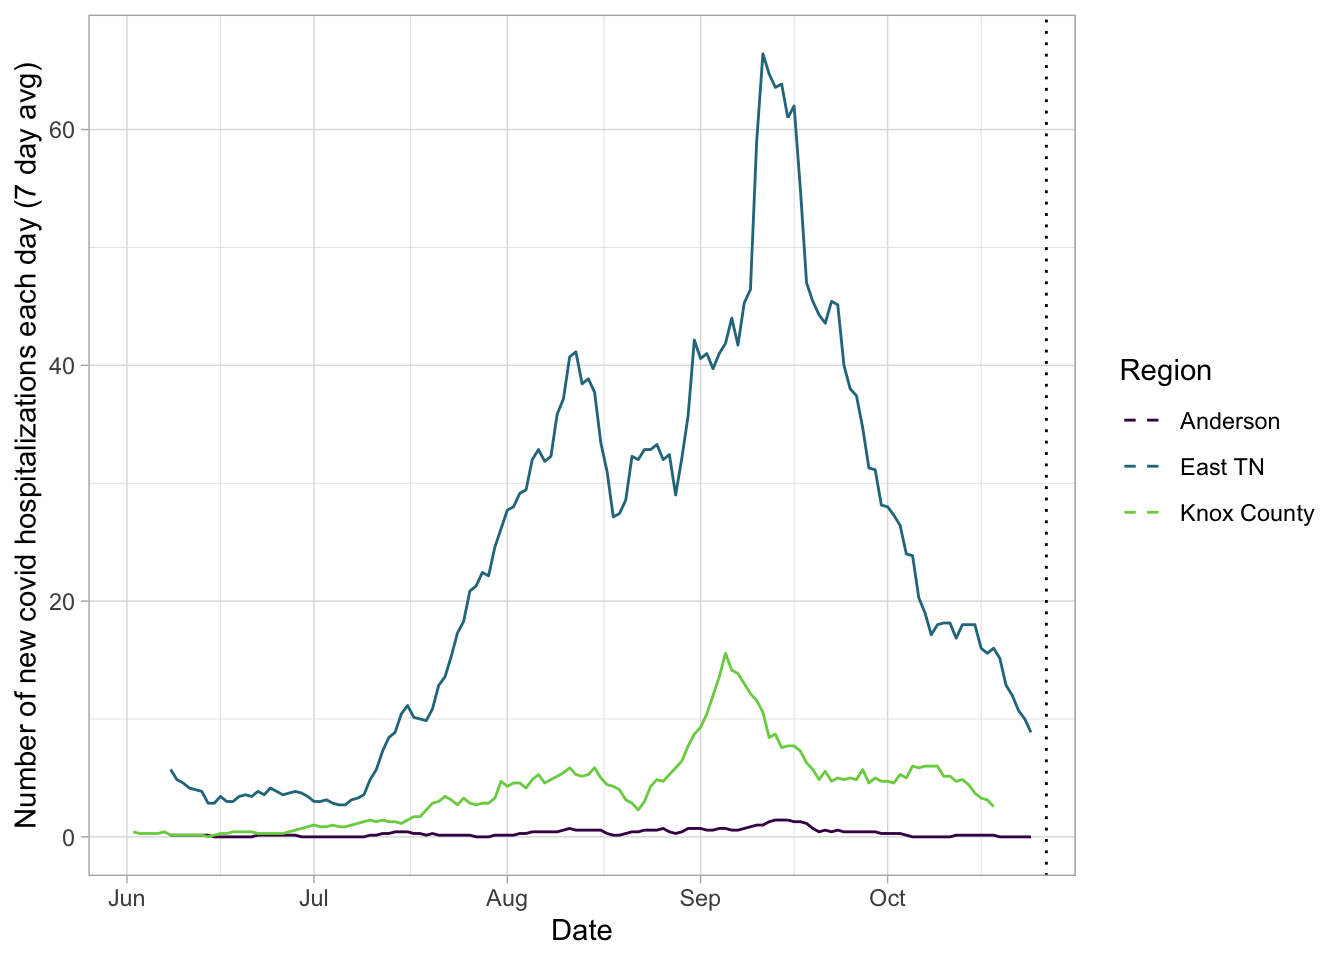 Number of new covid hospitalizations each day (7 day avg)
60
40
20
0
Jun
Jul
Aug
Sep
Oct
Date
Region
Anderson
East TN
Knox County